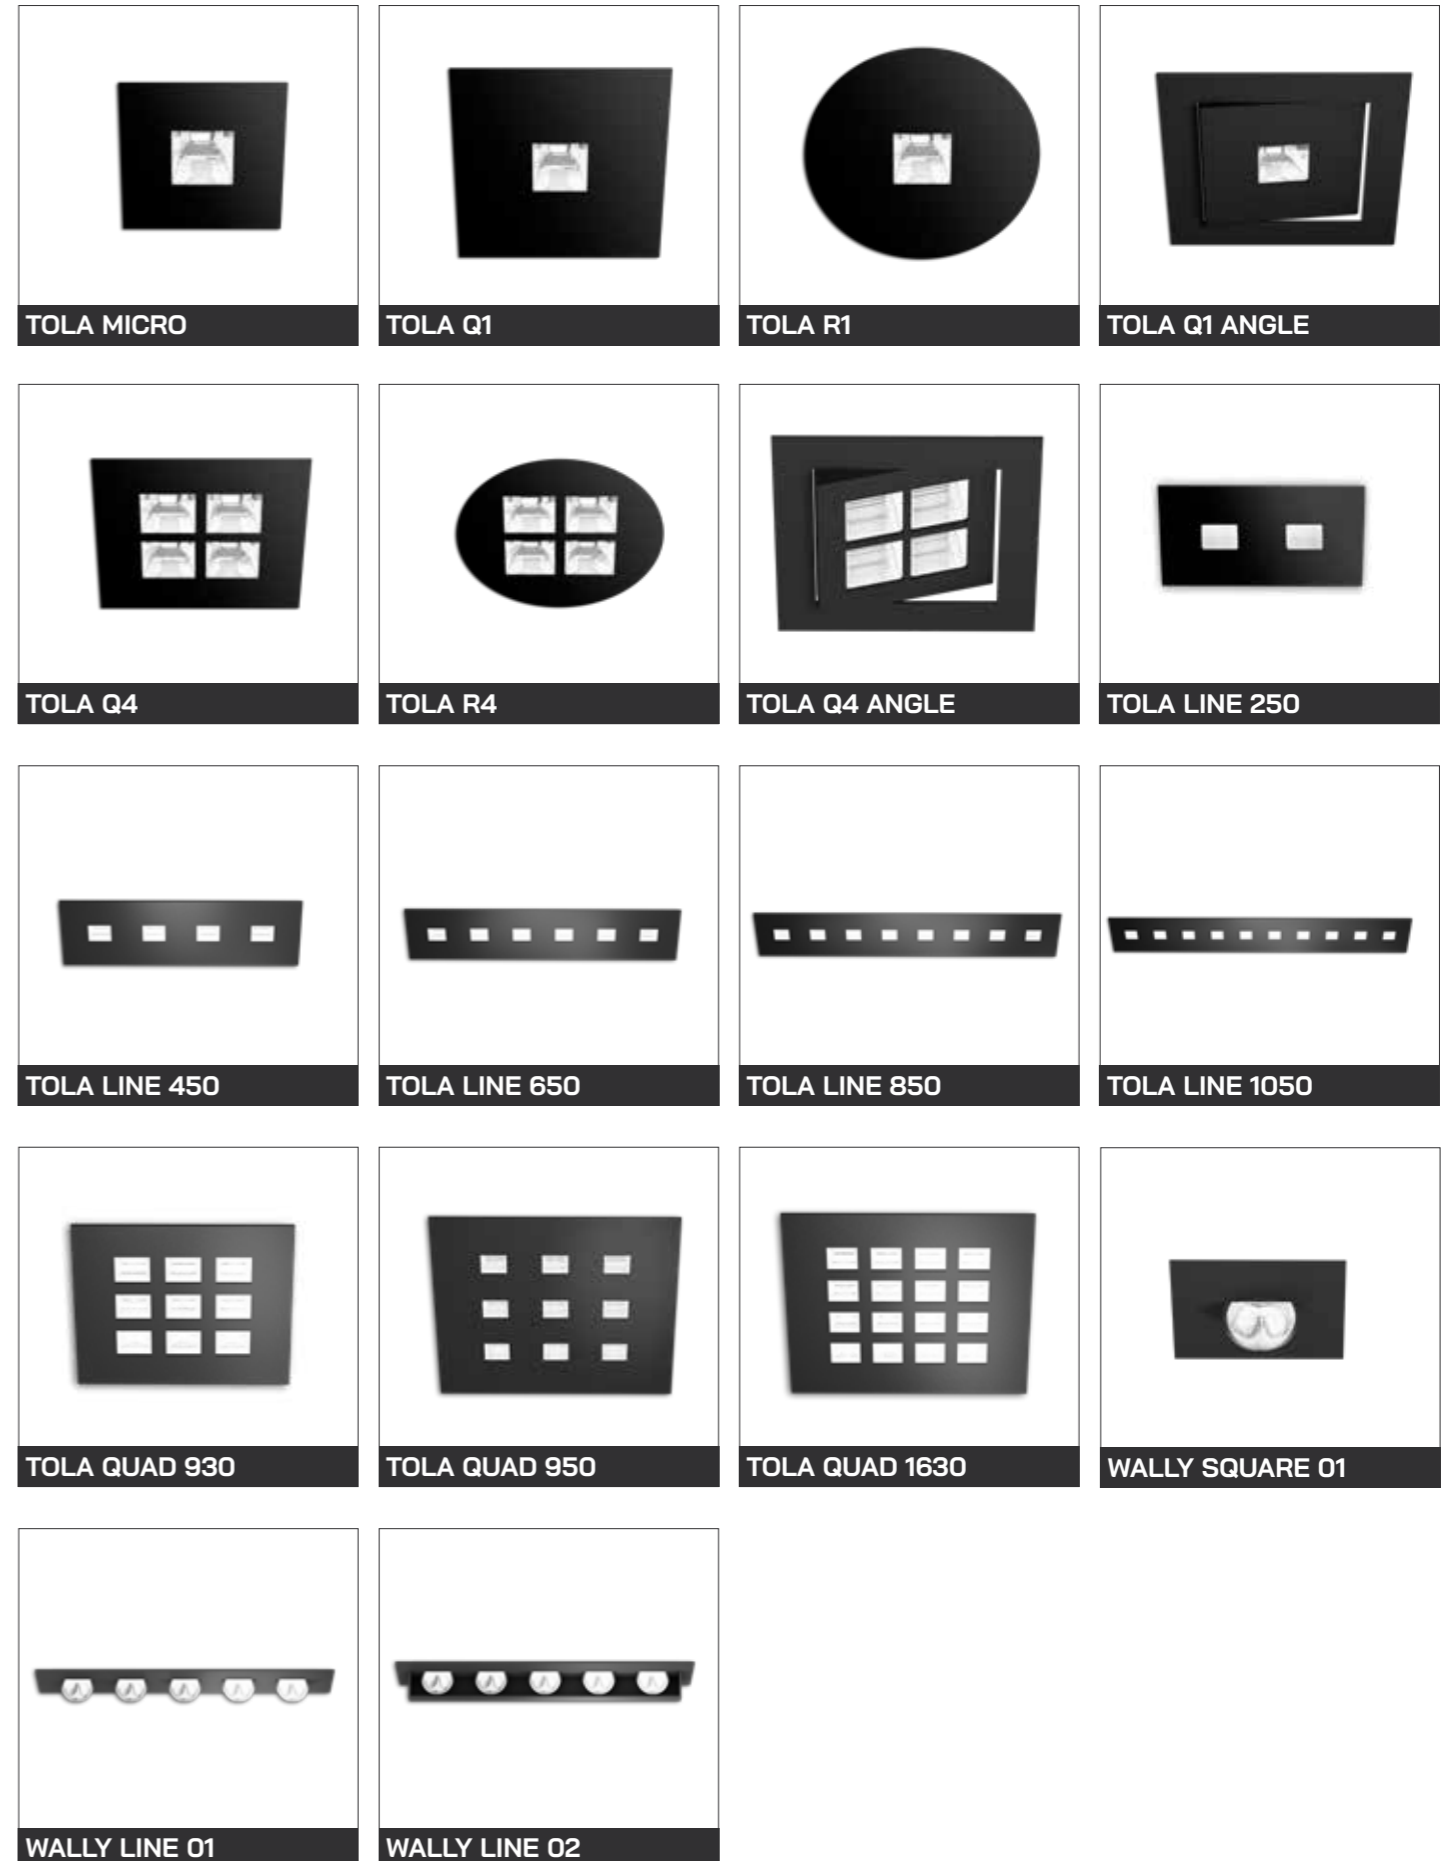 TOLA MICRO
TOLA Q1
TOLA R1
TOLA Q1 ANGLE
TOLA Q4
TOLA R4
TOLA Q4 ANGLE
TOLA LINE 250
TOLA LINE 450
TOLA LINE 650
TOLA LINE 850
TOLA LINE 1050
TOLA QUAD 930
TOLA QUAD 950
TOLA QUAD 1630
WALLY SQUARE 01
WALLY LINE 01
WALLY LINE 02